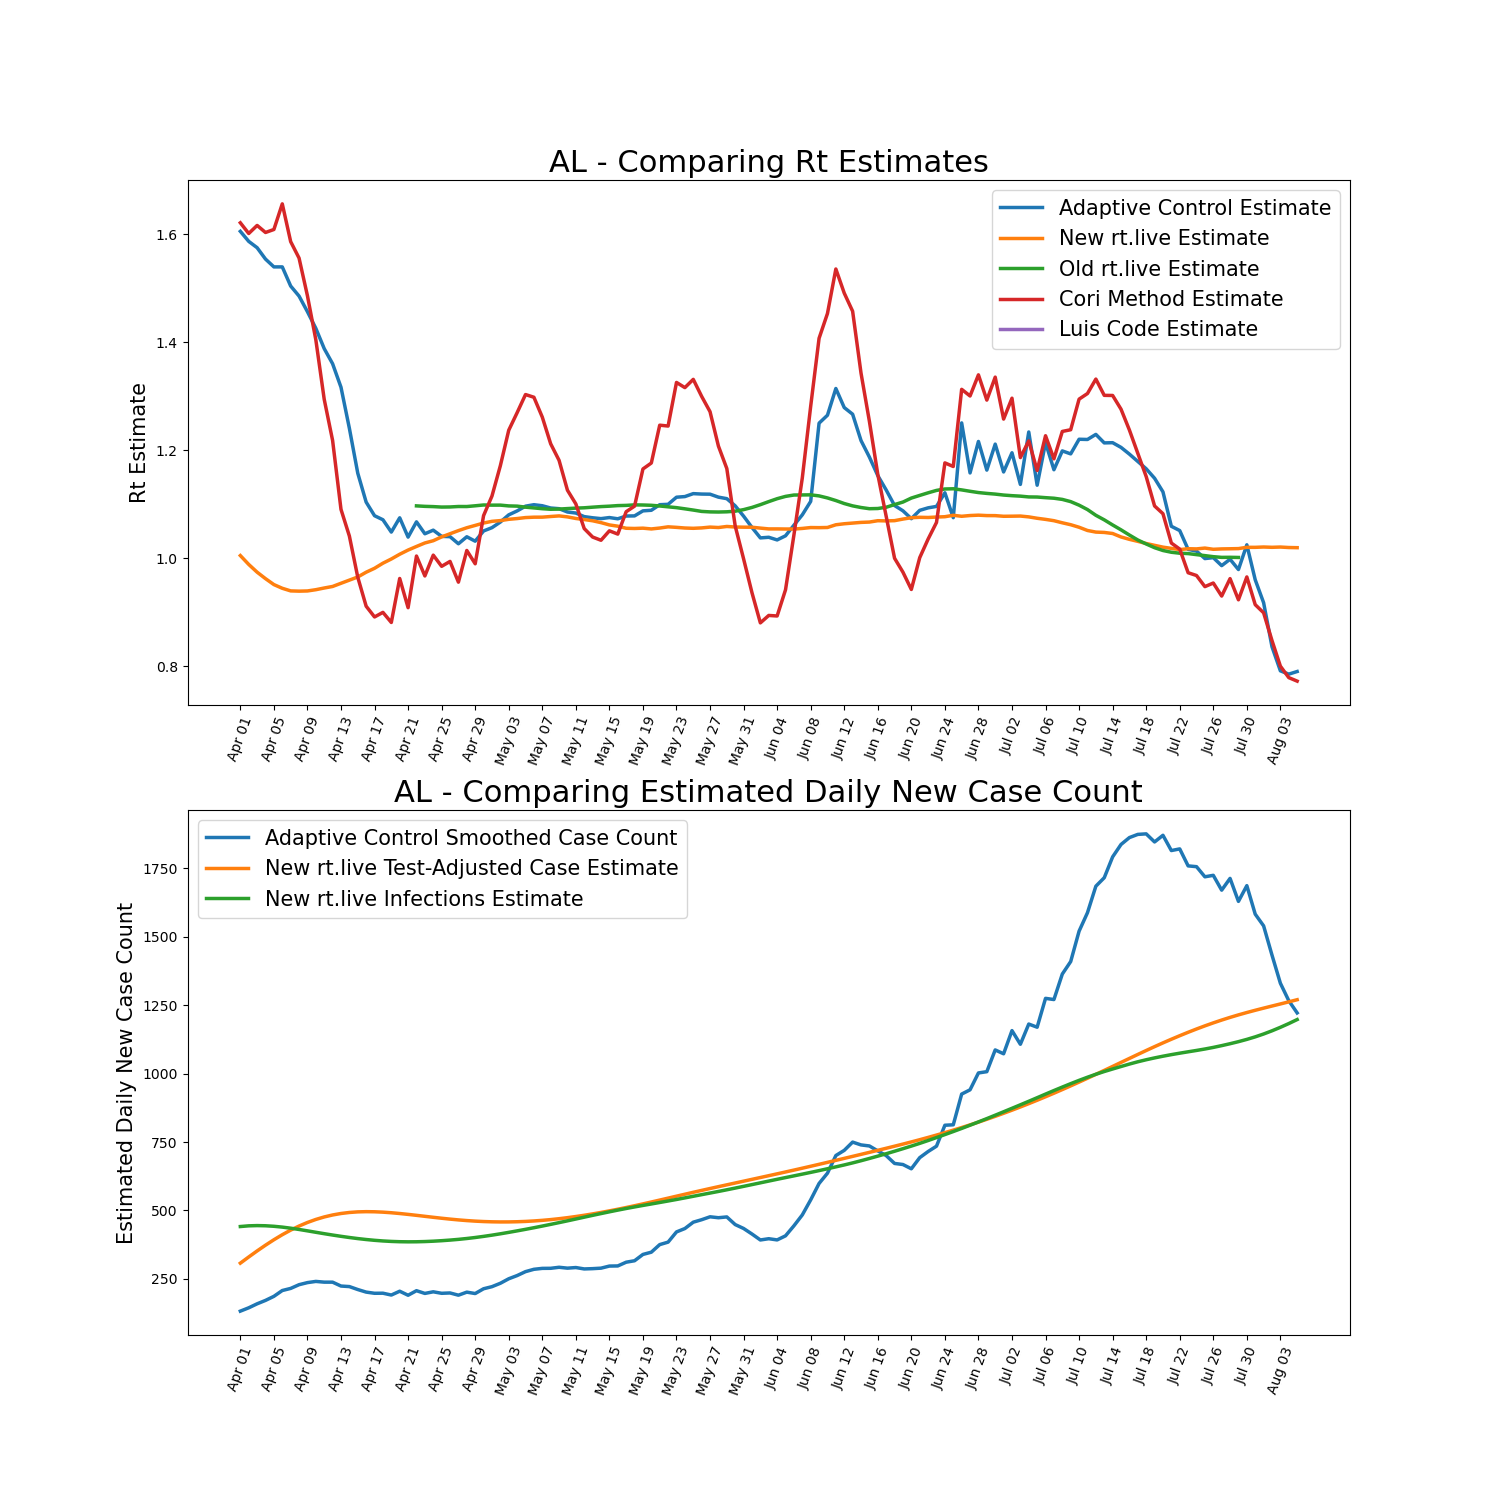 AL - Comparing Rt Estimates
Rt Estimate
1.6
1.4
1.2
1.0
0.8
Adaptive Control Estimate
New rt.live Estimate
Old rt.live Estimate
Cori Method Estimate
Luis Code Estimate
Apr 01 Apr 05 Apr 09 Apr 13 Apr 17 Apr 21 Apr 25 Apr 29 May 03 May 07 May 11 May 15 May 19 May 23 May 27 May 31 Jun 04 Jun 08 Jun 12 Jun 16 Jun 20 Jun 24 Jun 28 Jul 02 Jul 06 Jul 10 Jul 14 Jul 18 Jul 22 Jul 26 Jul 30 Aug 03
AL - Comparing Estimated Daily New Case Count
Estimated Daily New Case Count
1750
1500
1250
1000
750
500
250
Adaptive Control Smoothed Case Count
New rt.live Test-Adjusted Case Estimate
New rt.live Infections Estimate
Apr 01 Apr 05 Apr 09 Apr 13 Apr 17 Apr 21 Apr 25 Apr 29 May 03 May 07 May 11 May 15 May 19 May 23 May 27 May 31 Jun 04 Jun 08 Jun 12 Jun 16 Jun 20 Jun 24 Jun 28 Jul 02 Jul 06 Jul 10 Jul 14 Jul 18 Jul 22 Jul 26 Jul 30 Aug 03